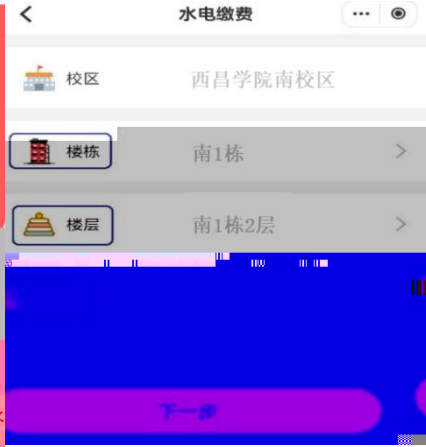 水电缴费
校区 西昌学院南校区
楼栋 南1栋
楼层 南1栋2层
下一步